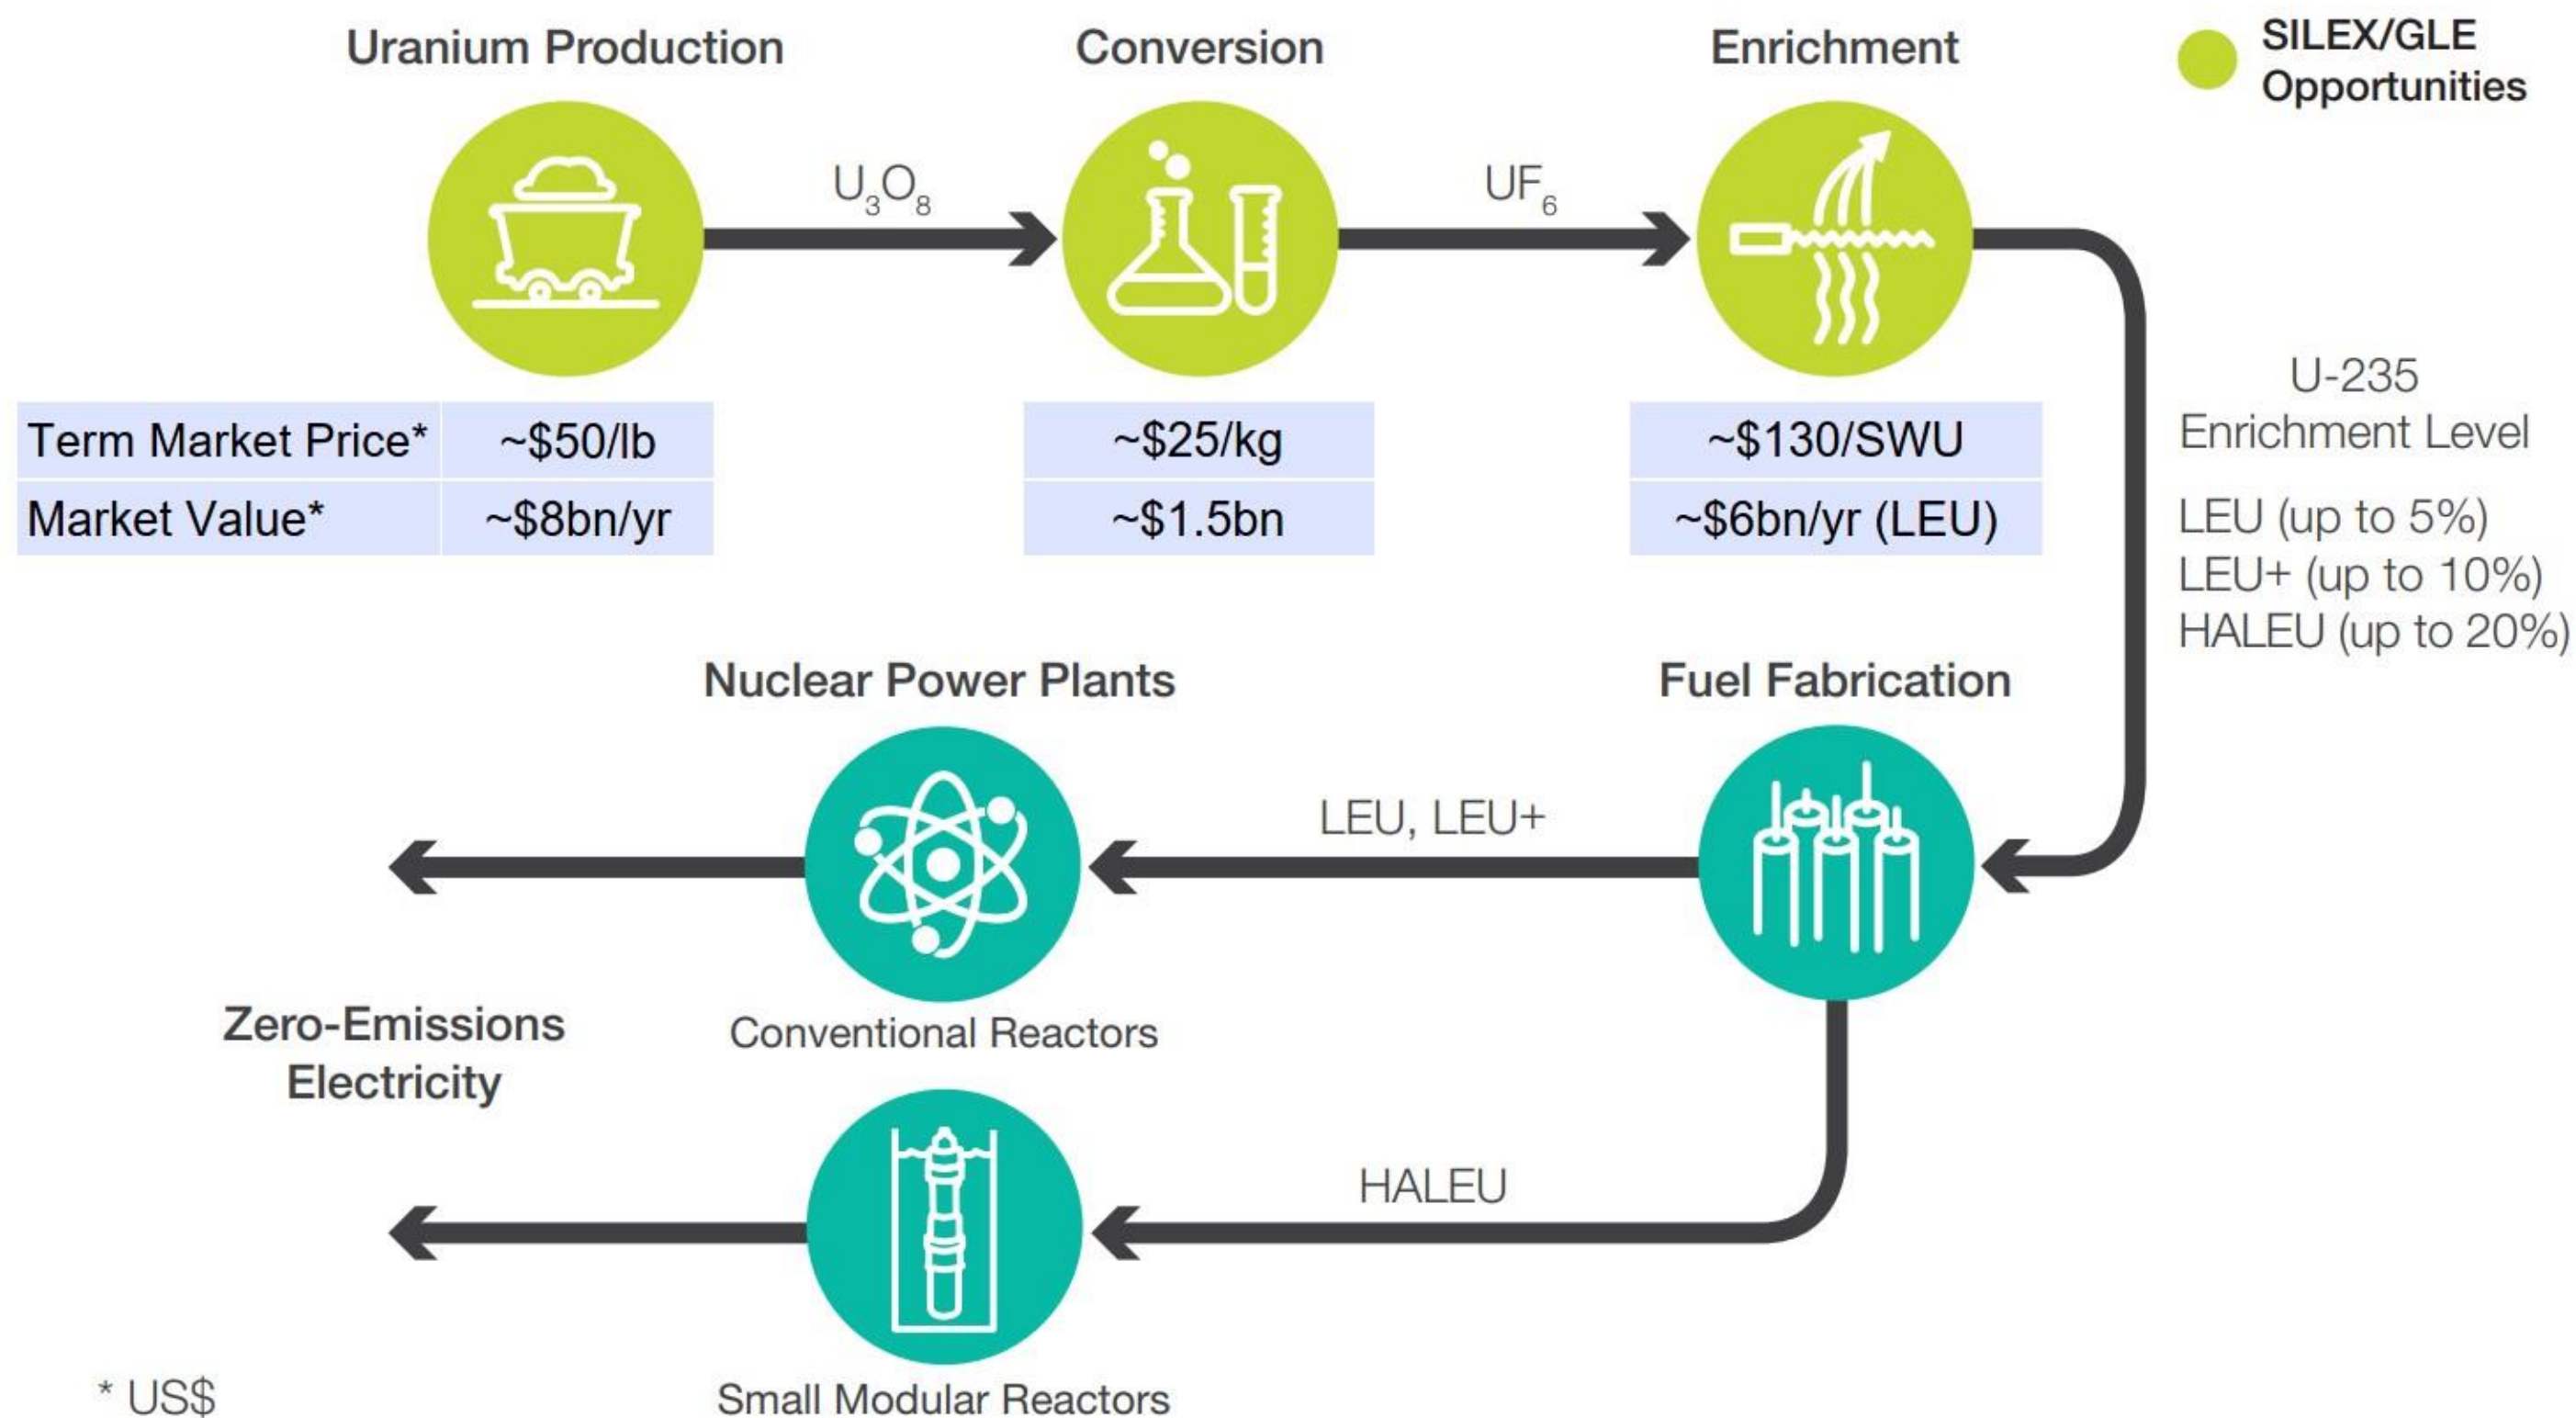 Uranium Production
Conversion
Enrichment
SILEX/GLE
Opportunities
U₃O₈
UF₆
Term Market Price* ~$50/lb ~$25/kg ~$130/SWU
Market Value* ~$8bn/yr ~$1.5bn ~$6bn/yr (LEU)
U-235
Enrichment Level
LEU (up to 5%)
LEU+ (up to 10%)
HALEU (up to 20%)
Nuclear Power Plants
Fuel Fabrication
LEU, LEU+
Conventional Reactors
Zero-Emissions
Electricity
HALEU
Small Modular Reactors
* US$